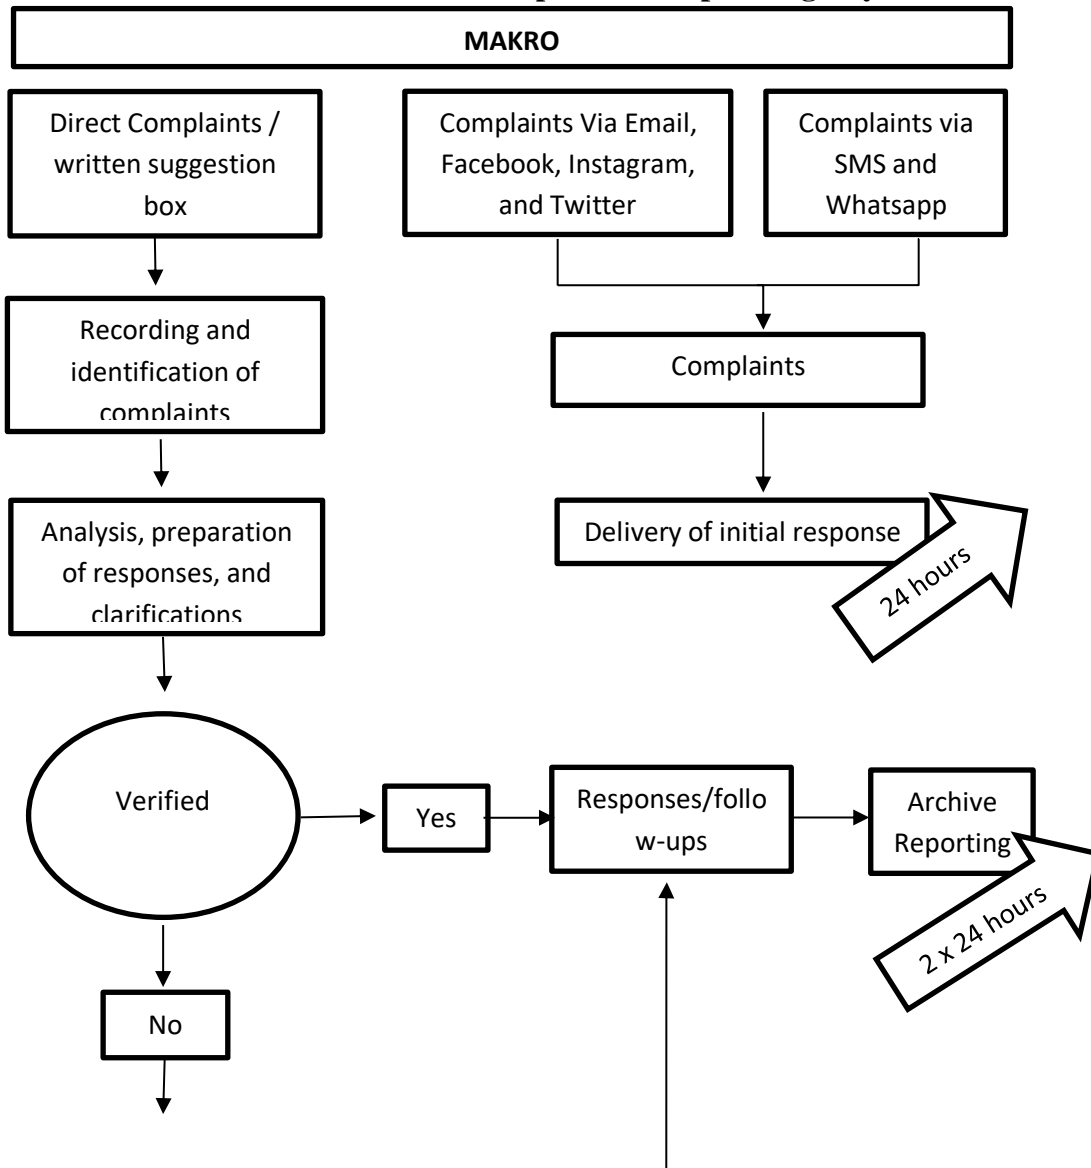 MAKRO
Direct Complaints /
written suggestion
box
Complaints Via Email,
Facebook, Instagram,
and Twitter
Complaints via
SMS and
Whatsapp
Recording and
identification of
complaints
Complaints
Analysis, preparation
of responses, and
clarifications
Delivery of initial response
24 hours
Verified
Yes
Responses/follo
w-ups
Archive
Reporting
2 x 24 hours
No